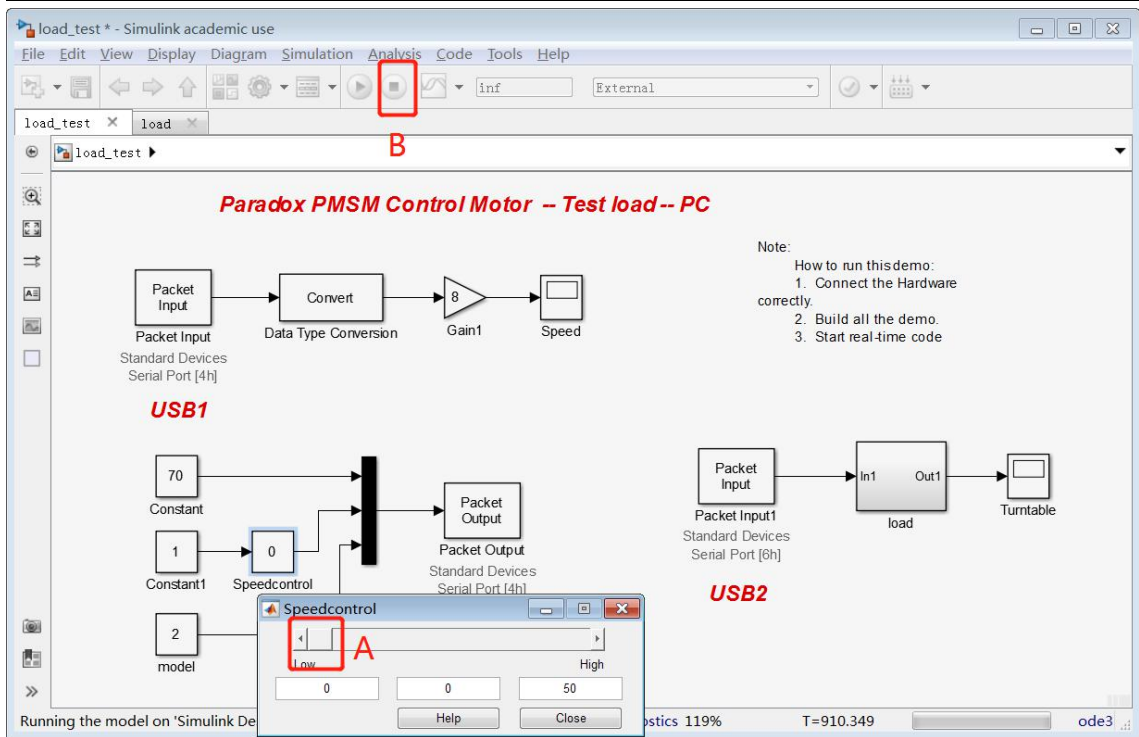 load_test * - Simulink academic use
File Edit View Display Diagram Simulation Analysis Code Tools Help
inf External
load_test load
B
load_test
Paradox PMSM Control Motor -- Test load -- PC
Note:
How to run this demo:
1. Connect the Hardware
correctly.
2. Build all the demo.
3. Start real-time code
Packet
Input
Convert
8
Packet Input
Data Type Conversion
Gain1
Speed
Standard Devices
Serial Port [4h]
USB1
70
Constant
1
0
Constant1
Speedcontrol
2
model
Packet
Output
Packet Output
Standard Devices
Serial Port [4h]
Packet
Input
In1 Out1
Packet Input1
load
Turntable
Standard Devices
Serial Port [6h]
USB2
Speedcontrol
A
Low High
0 0 50
Help Close
Running the model on 'Simulink De
119% T=910.349 ode3